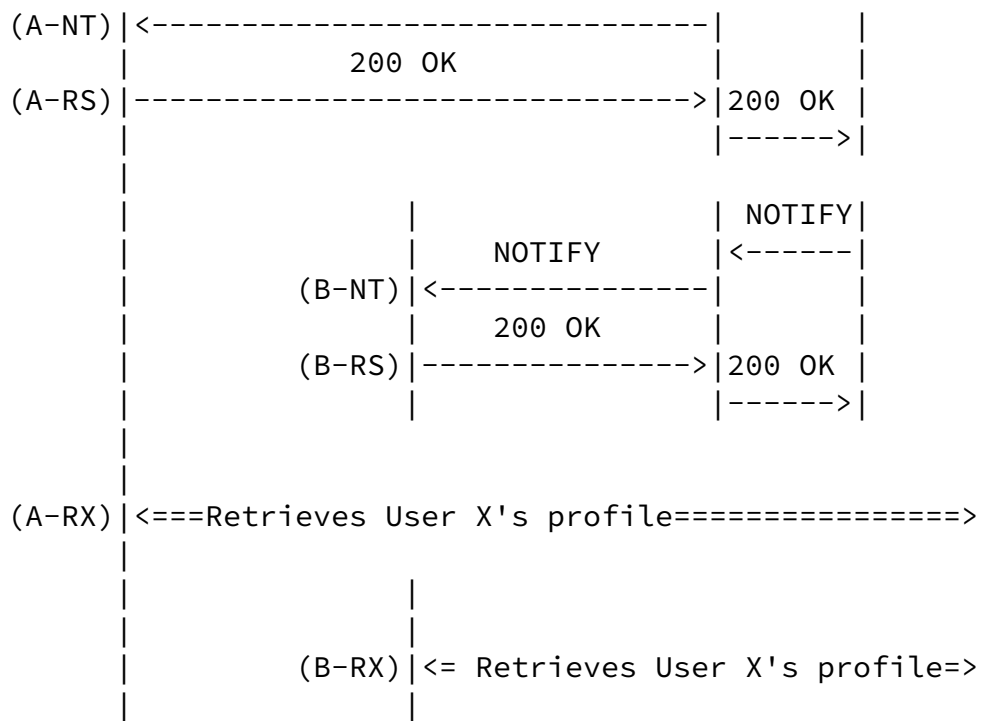 (A-NT)|<-------------------------------|       |
      |            200 OK             |       |
(A-RS)|------------------------------->|200 OK |
      |                               |------>|
      |
      |               |                | NOTIFY|
      |               |    NOTIFY      |<------|
      |         (B-NT)|<---------------|       |
      |               |    200 OK      |       |
      |         (B-RS)|--------------->|200 OK |
      |               |                |------>|
      |
      |
(A-RX)|<===Retrieves User X's profile================>
      |
      |               |
      |               |
      |         (B-RX)|<= Retrieves User X's profile=>
      |               |